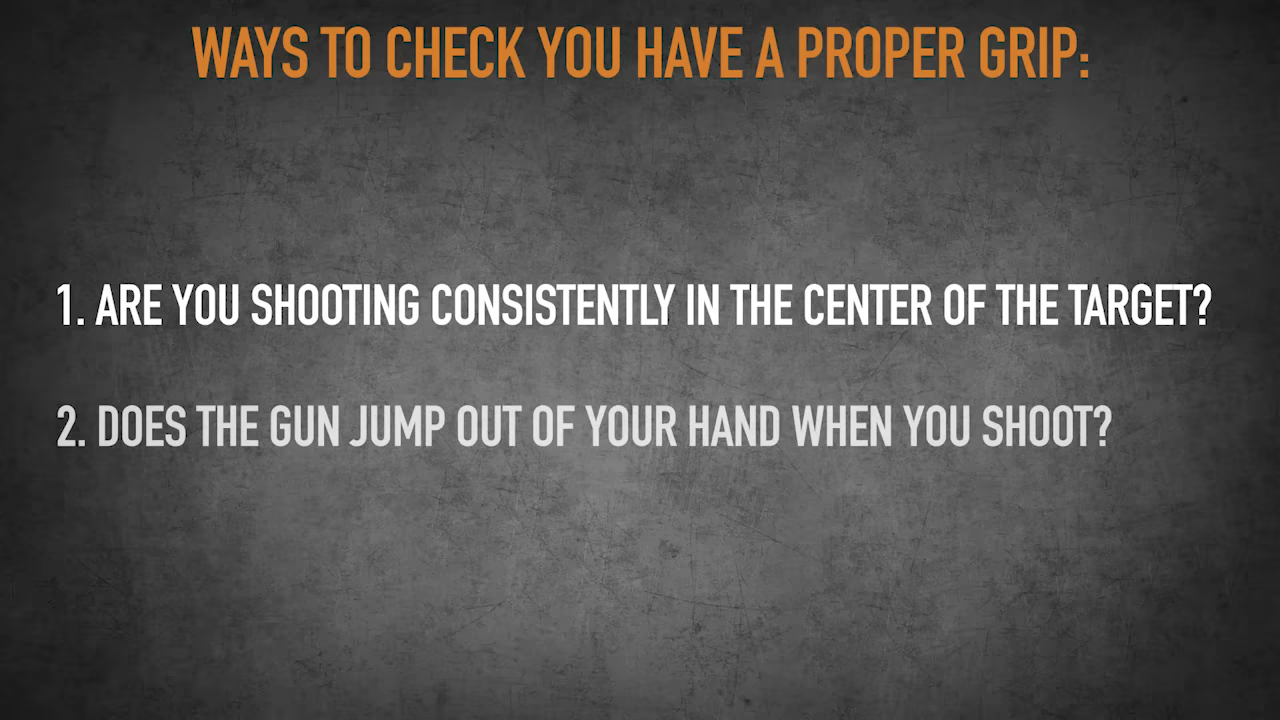 WAYS TO CHECK YOU HAVE A PROPER GRIP:
1. ARE YOU SHOOTING CONSISTENTLY IN THE CENTER OF THE TARGET?
2. DOES THE GUN JUMP OUT OF YOUR HAND WHEN YOU SHOOT?